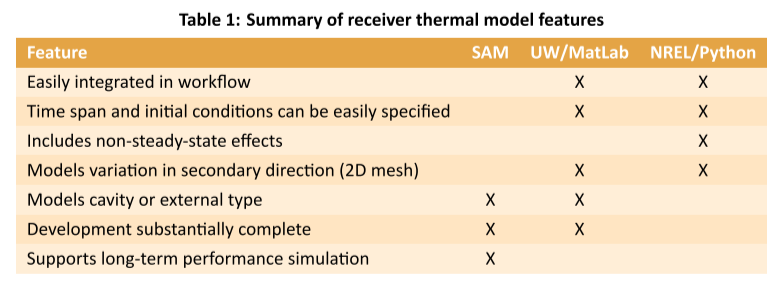 Table 1: Summary of receiver thermal model features
Feature SAM UW/MatLab NREL/Python
Easily integrated in workflow X X
Time span and initial conditions can be easily specified X X
Includes non-steady-state effects X
Models variation in secondary direction (2D mesh) X X
Models cavity or external type X X
Development substantially complete X X
Supports long-term performance simulation X